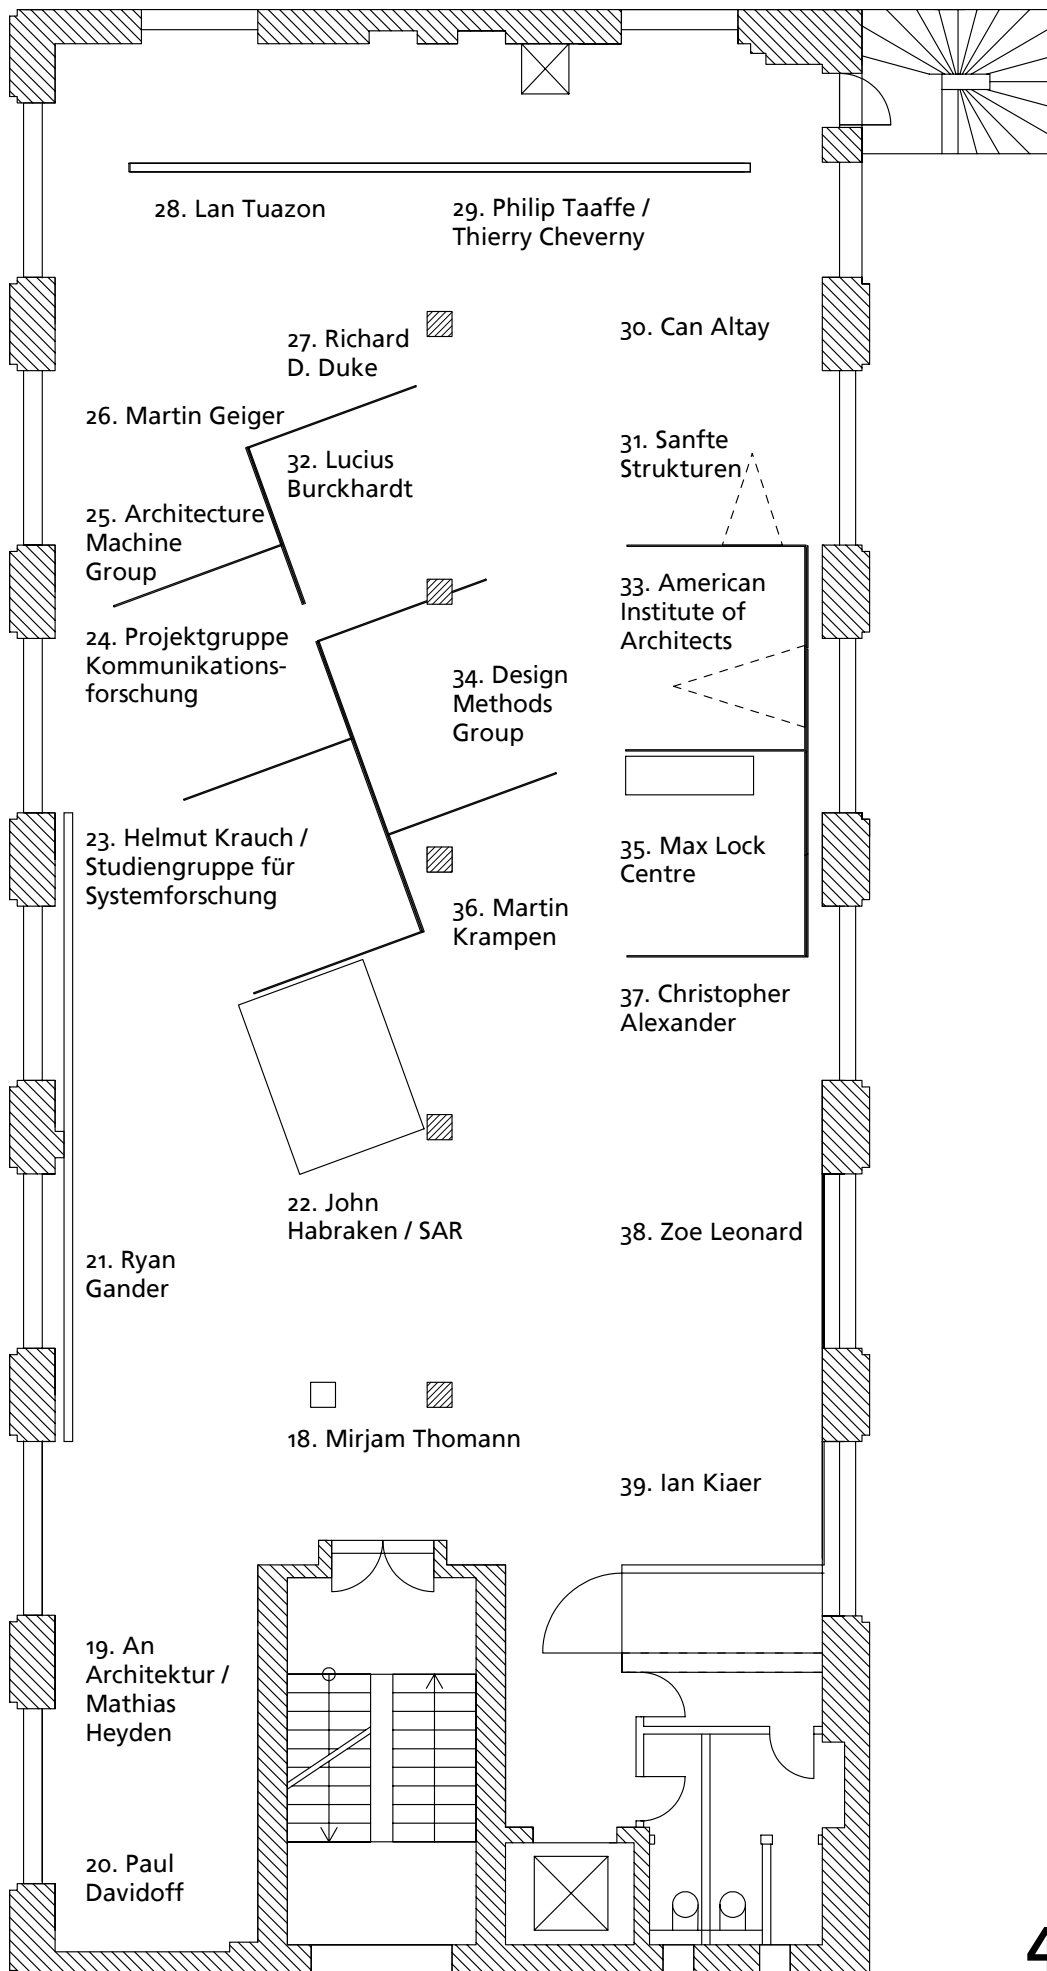 28. Lan Tuazon
29. Philip Taaffe /
Thierry Cheverny
27. Richard
D. Duke
30. Can Altay
26. Martin Geiger
32. Lucius
Burckhardt
31. Sanfte
Strukturen
25. Architecture
Machine
Group
33. American
Institute of
Architects
24. Projektgruppe
Kommunikations-
forschung
34. Design
Methods
Group
23. Helmut Krauch /
Studiengruppe für
Systemforschung
35. Max Lock
Centre
36. Martin
Krampen
37. Christopher
Alexander
22. John
Habraken / SAR
38. Zoe Leonard
21. Ryan
Gander
18. Mirjam Thomann
39. Ian Kiaer
19. An
Architektur /
Mathias
Heyden
20. Paul
Davidoff